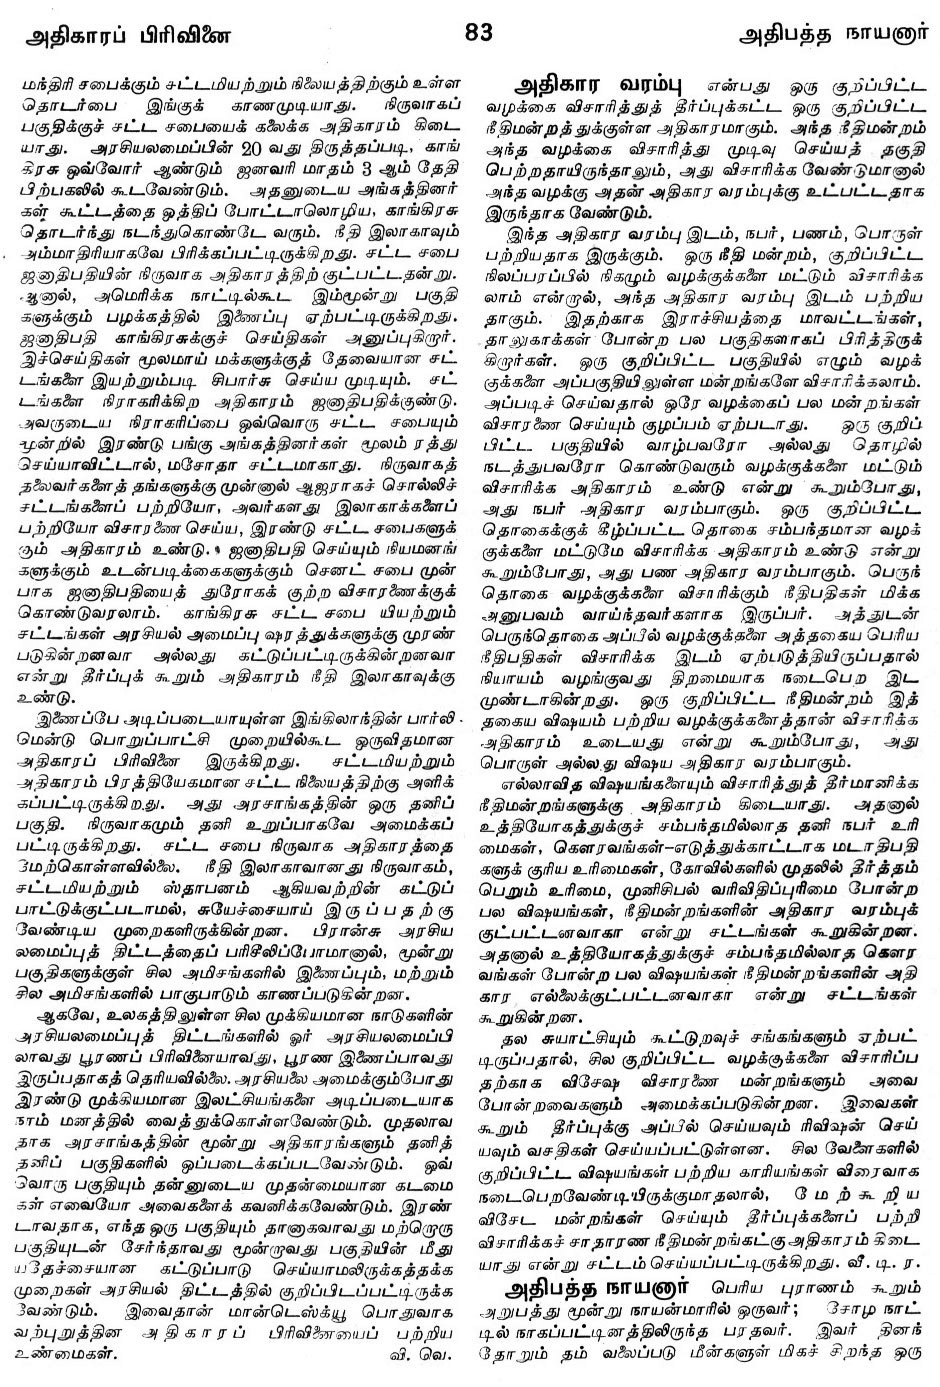 அதிகாரப் பிரிவினை
83
அதிபத்த நாயனார்
மந்திரி சபைக்கும் சட்டமியற்றும் நிலையத்திற்கும் உள்ள
தொடர்பை இங்குக் காணமுடியாது. நிருவாகப்
பகுதிக்குச் சட்ட சபையைக் கலைக்க அதிகாரம் கிடை
யாது. அரசியலமைப்பின் 20 வது திருத்தப்படி, காங்
கிரசு ஒவ்வோர் ஆண்டும் ஜனவரி மாதம் 3 ஆம் தேதி
பிற்பகலில் கூடவேண்டும். அதனுடைய அங்கத்தினர்
கள் கூட்டத்தை ஒத்திப் போட்டாலொழிய, காங்கிரசு
தொடர்ந்து நடந்துகொண்டே வரும். நீதி இலாகாவும்
அம்மாதிரியாகவே பிரிக்கப்பட்டிருக்கிறது. சட்ட சபை
ஜனாதிபதியின் நிருவாக அதிகாரத்திற் குட்பட்டதன்று.
ஆனால், அமெரிக்க நாட்டில்கூட இம்மூன்று பகுதி
களுக்கும் பழக்கத்தில் இணைப்பு ஏற்பட்டிருக்கிறது.
ஜனாதிபதி காங்கிரசுக்குச் செய்திகள் அனுப்புகிறார்.
இச்செய்திகள் மூலமாய் மக்களுக்குத் தேவையான சட்
டங்களை இயற்றும்படி சிபார்சு செய்ய முடியும். சட்
டங்களை நிராகரிக்கிற அதிகாரம் ஜனாதிபதிக்குண்டு.
அவருடைய நிராகரிப்பை ஒவ்வொரு சட்ட சபையும்
மூன்றில் இரண்டு பங்கு அங்கத்தினர்கள் மூலம் ரத்து
செய்யாவிட்டால், மசோதா சட்டமாகாது. நிருவாகத்
தலைவர்களைத் தங்களுக்கு முன்னால் ஆஜராகச் சொல்லிச்
சட்டங்களைப் பற்றியோ, அவர்களது இலாகாக்களைப்
பற்றியோ விசாரணை செய்ய, இரண்டு சட்ட சபைகளுக்
கும் அதிகாரம் உண்டு. ஜனாதிபதி செய்யும் நியமனங்
களுக்கும் உடன்படிக்கைகளுக்கும் செனட் சபை முன்
பாக ஜனாதிபதியைத் துரோகக் குற்ற விசாரணைக்குக்
கொண்டுவரலாம். காங்கிரசு சட்ட சபை யியற்றும்
சட்டங்கள் அரசியல் அமைப்பு ஷரத்துக்களுக்கு முரண்
படுகின்றனவா அல்லது கட்டுப்பட்டிருக்கின்றனவா
என்று தீர்ப்புக் கூறும் அதிகாரம் நீதி இலாகாவுக்கு
உண்டு.
இணைப்பே அடிப்படையாயுள்ள இங்கிலாந்தின் பார்லி
மென்டு பொறுப்பாட்சி முறையில்கூட ஒருவிதமான
அதிகாரப் பிரிவினை இருக்கிறது. சட்டமியற்றும்
அதிகாரம் பிரத்தியேகமான சட்ட நிலையத்திற்கு அளிக்
கப்பட்டிருக்கிறது. அது அரசாங்கத்தின் ஒரு தனிப்
பகுதி. நிருவாகமும் தனி உறுப்பாகவே அமைக்கப்
பட்டிருக்கிறது. சட்ட சபை நிருவாக அதிகாரத்தை
மேற்கொள்ளவில்லை. நீதி இலாகாவானது நிருவாகம்,
சட்டமியற்றும் ஸ்தாபனம் ஆகியவற்றின் கட்டுப்
பாட்டுக்குட்படாமல், சுயேச்சையாய் இருப்பதற்கு
வேண்டிய முறைகளிருக்கின்றன. பிரான்சு அரசிய
லமைப்புத் திட்டத்தைப் பரிசீலிப்போமானால், மூன்று
பகுதிகளுக்குள் சில அமிசங்களில் இணைப்பும், மற்றும்
சில அமிசங்களில் பாகுபாடும் காணப்படுகின்றன.
ஆகவே, உலகத்திலுள்ள சில முக்கியமான நாடுகளின்
அரசியலமைப்புத் திட்டங்களில் ஓர் அரசியலமைப்பி
லாவது பூரணப் பிரிவினையாவது, பூரண இணைப்பாவது
இருப்பதாகத் தெரியவில்லை. அரசியலை அமைக்கும்போது
இரண்டு முக்கியமான இலட்சியங்களை அடிப்படையாக
நாம் மனத்தில் வைத்துக்கொள்ளவேண்டும். முதலாவ
தாக அரசாங்கத்தின் மூன்று அதிகாரங்களும் தனித்
தனிப் பகுதிகளில் ஒப்படைக்கப்படவேண்டும். ஒவ்
வொரு பகுதியும் தன்னுடைய முதன்மையான கடமை
கள் எவையோ அவைகளைக் கவனிக்கவேண்டும். இரண்
டாவதாக, எந்த ஒரு பகுதியும் தானாகவாவது மற்றொரு
பகுதியுடன் சேர்ந்தாவது மூன்றாவது பகுதியின் மீது
யதேச்சையான கட்டுப்பாடு செய்யாமலிருக்கத்தக்க
முறைகள் அரசியல் திட்டத்தில் குறிப்பிடப்பட்டிருக்க
வேண்டும். இவைதான் மான்டெஸ்க்யூ பொதுவாக
வற்புறுத்தின அதிகாரப் பிரிவினையைப் பற்றிய
உண்மைகள். வி. வெ.
அதிகார வரம்பு என்பது ஒரு குறிப்பிட்ட
வழக்கை விசாரித்துத் தீர்ப்புக்கட்ட ஒரு குறிப்பிட்ட
நீதிமன்றத்துக்குள்ள அதிகாரமாகும். அந்த நீதிமன்றம்
அந்த வழக்கை விசாரித்து முடிவு செய்யத் தகுதி
பெற்றதாயிருந்தாலும், அது விசாரிக்க வேண்டுமானால்
அந்த வழக்கு அதன் அதிகார வரம்புக்கு உட்பட்டதாக
இருந்தாக வேண்டும்.
இந்த அதிகார வரம்பு இடம், நபர், பணம், பொருள்
பற்றியதாக இருக்கும். ஒரு நீதி மன்றம், குறிப்பிட்ட
நிலப்பரப்பில் நிகழும் வழக்குக்களை மட்டும் விசாரிக்க
லாம் என்றால், அந்த அதிகார வரம்பு இடம் பற்றிய
தாகும். இதற்காக இராச்சியத்தை மாவட்டங்கள்,
தாலுகாக்கள் போன்ற பல பகுதிகளாகப் பிரித்திருக்
கிறார்கள். ஒரு குறிப்பிட்ட பகுதியில் எழும் வழக்
குக்களை அப்பகுதியிலுள்ள மன்றங்களே விசாரிக்கலாம்.
அப்படிச் செய்வதால் ஒரே வழக்கைப் பல மன்றங்கள்
விசாரணை செய்யும் குழப்பம் ஏற்படாது. ஒரு குறிப்
பிட்ட பகுதியில் வாழ்பவரோ அல்லது தொழில்
நடத்துபவரோ கொண்டுவரும் வழக்குக்களை மட்டும்
விசாரிக்க அதிகாரம் உண்டு என்று கூறும்போது,
அது நபர் அதிகார வரம்பாகும். ஒரு குறிப்பிட்ட
தொகைக்குக் கீழ்ப்பட்ட தொகை சம்பந்தமான வழக்
குக்களை மட்டுமே விசாரிக்க அதிகாரம் உண்டு என்று
கூறும்போது, அது பண அதிகார வரம்பாகும். பெருந்
தொகை வழக்குக்களை விசாரிக்கும் நீதிபதிகள் மிக்க
அனுபவம் வாய்ந்தவர்களாக இருப்பர். அத்துடன்
பெருந்தொகை அப்பீல் வழக்குக்களை அத்தகைய பெரிய
நீதிபதிகள் விசாரிக்க இடம் ஏற்படுத்தியிருப்பதால்
நியாயம் வழங்குவது திறமையாக நடைபெற இட
முண்டாகின்றது. ஒரு குறிப்பிட்ட நீதிமன்றம் இத்
தகைய விஷயம் பற்றிய வழக்குக்களைத்தான் விசாரிக்க
அதிகாரம் உடையது என்று கூறும்போது, அது
பொருள் அல்லது விஷய அதிகார வரம்பாகும்.
எல்லாவித விஷயங்களையும் விசாரித்துத் தீர்மானிக்க
நீதிமன்றங்களுக்கு அதிகாரம் கிடையாது. அதனால்
உத்தியோகத்துக்குச் சம்பந்தமில்லாத தனி நபர் உரி
மைகள், கௌரவங்கள்—எடுத்துக்காட்டாக மடாதிபதி
களுக் குரிய உரிமைகள், கோவில்களில் முதலில் தீர்த்தம்
பெறும் உரிமை, முனிசிபல் வரிவிதிப்புரிமை போன்ற
பல விஷயங்கள், நீதிமன்றங்களின் அதிகார வரம்புக்
குட்பட்டனவாகா என்று சட்டங்கள் கூறுகின்றன.
அதனால் உத்தியோகத்துக்குச் சம்பந்தமில்லாத கௌர
வங்கள் போன்ற பல விஷயங்கள் நீதிமன்றங்களின் அதி
கார எல்லைக்குட்பட்டனவாகா என்று சட்டங்கள்
கூறுகின்றன.
தல சுயாட்சியும் கூட்டுறவுச் சங்கங்களும் ஏற்பட்
டிருப்பதால், சில குறிப்பிட்ட வழக்குக்களை விசாரிப்ப
தற்காக விசேஷ விசாரணை மன்றங்களும் அவை
போன்றவைகளும் அமைக்கப்படுகின்றன. இவைகள்
கூறும் தீர்ப்புக்கு அப்பீல் செய்யவும் ரிவிஷன் செய்
யவும் வசதிகள் செய்யப்பட்டுள்ளன. சில வேளைகளில்
குறிப்பிட்ட விஷயங்கள் பற்றிய காரியங்கள் விரைவாக
நடைபெறவேண்டியிருக்குமாதலால், மேற்கூறிய
விசேட மன்றங்கள் செய்யும் தீர்ப்புக்களைப் பற்றி
விசாரிக்கச் சாதாரண நீதிமன்றங்கட்கு அதிகாரம் கிடை
யாது என்று சட்டம் செய்யப்பட்டிருக்கிறது. வீ. டி. ர.
அதிபத்த நாயனார் பெரிய புராணம் கூறும்
அறுபத்து மூன்று நாயன்மாரில் ஒருவர்; சோழ நாட்
டில் நாகப்பட்டினத்திலிருந்த பரதவர். இவர் தினந்
தோறும் தம் வலைப்படு மீன்களுள் மிகச் சிறந்த ஒரு